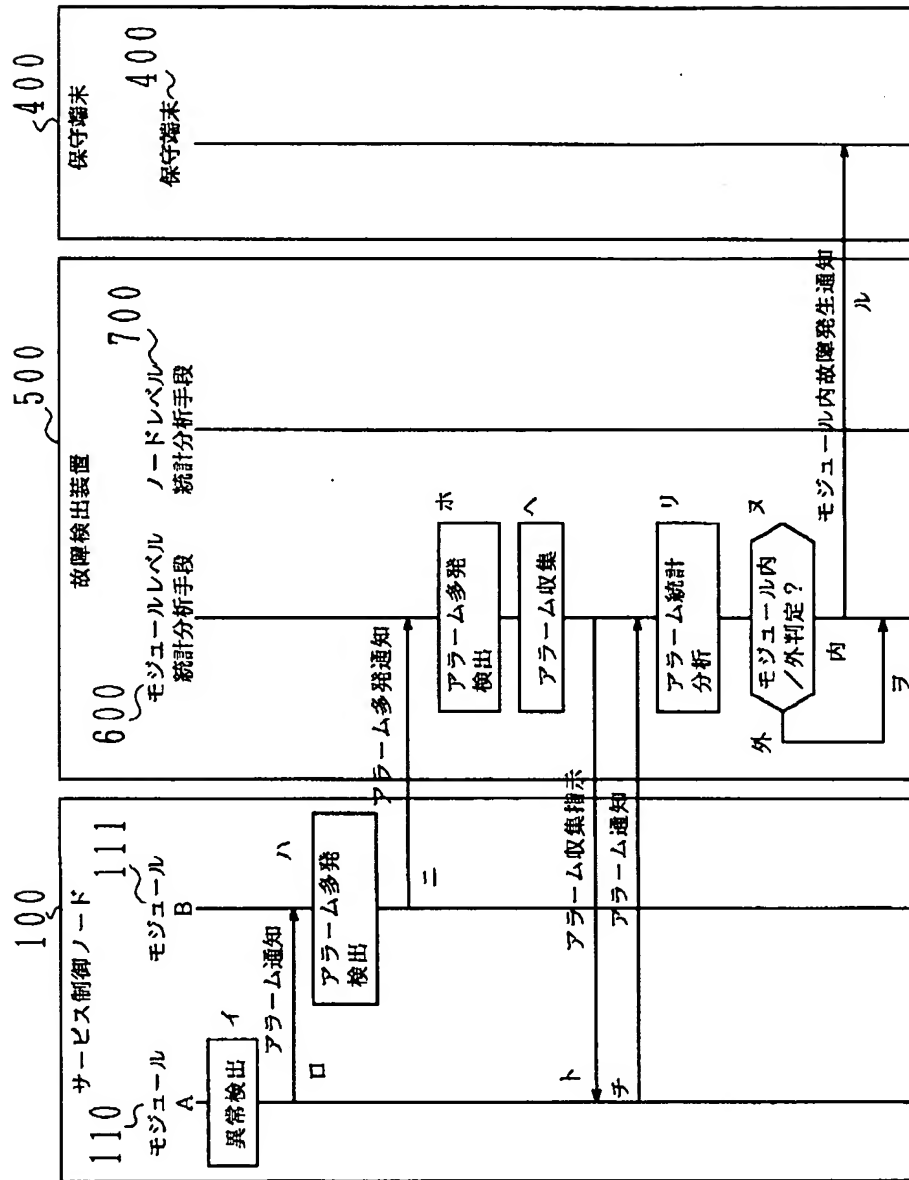 100
サービス制御ノード
110
モジュール
A
111
モジュール
B
500
故障検出装置
600
モジュールレベル
統計分析手段
700
ノードレベル
統計分析手段
400
保守端末
400
保守端末
異常検出
イ
アラーム通知
ロ
アラーム多発
検出
ハ
アラーム多発通知
ニ
アラーム多発
検出
ホ
アラーム収集
ヘ
アラーム収集指示
ト
アラーム通知
チ
アラーム統計
分析
リ
モジュール内
/外判定?
ヌ
外
内
モジュール内故障発生通知
ル
ヲ